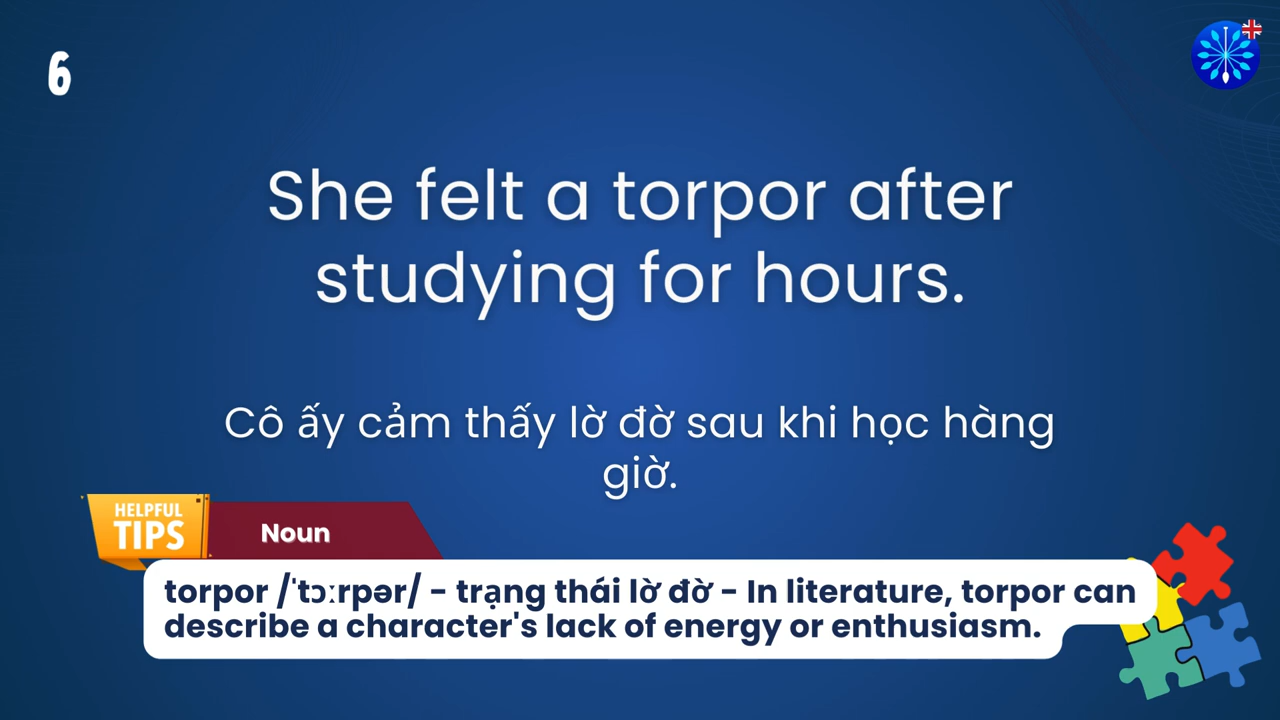 6
She felt a torpor after
studying for hours.
Cô ấy cảm thấy lờ đờ sau khi học hàng
giờ.
HELPFUL
TIPS
Noun
torpor /ˈtɔːrpər/ - trạng thái lờ đờ - In literature, torpor can
describe a character's lack of energy or enthusiasm.